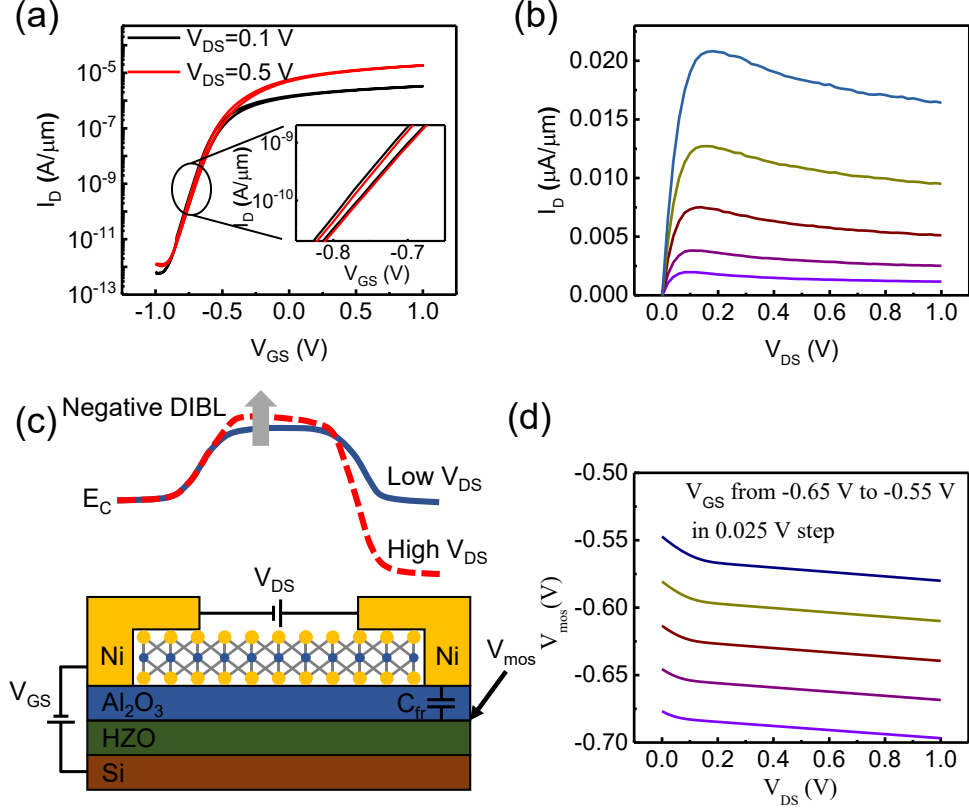 (a)
V_DS=0.1 V
V_DS=0.5 V
10^-5
10^-7
10^-9
10^-11
10^-13
I_D (A/μm)
-1.0 -0.5 0.0 0.5 1.0
V_GS (V)
10^-9
10^-10
I_D (A/μm)
-0.8 -0.7
V_GS (V)
(b)
0.020
0.015
0.010
0.005
0.000
I_D (μA/μm)
0.0 0.2 0.4 0.6 0.8 1.0
V_DS (V)
(c)
Negative DIBL
E_C
Low V_DS
High V_DS
V_DS
Ni
Ni
V_mos
V_GS
Al2O3
C_fr
HZO
Si
(d)
-0.50
-0.55
-0.60
-0.65
-0.70
V_mos (V)
V_GS from -0.65 V to -0.55 V
in 0.025 V step
0.0 0.2 0.4 0.6 0.8 1.0
V_DS (V)